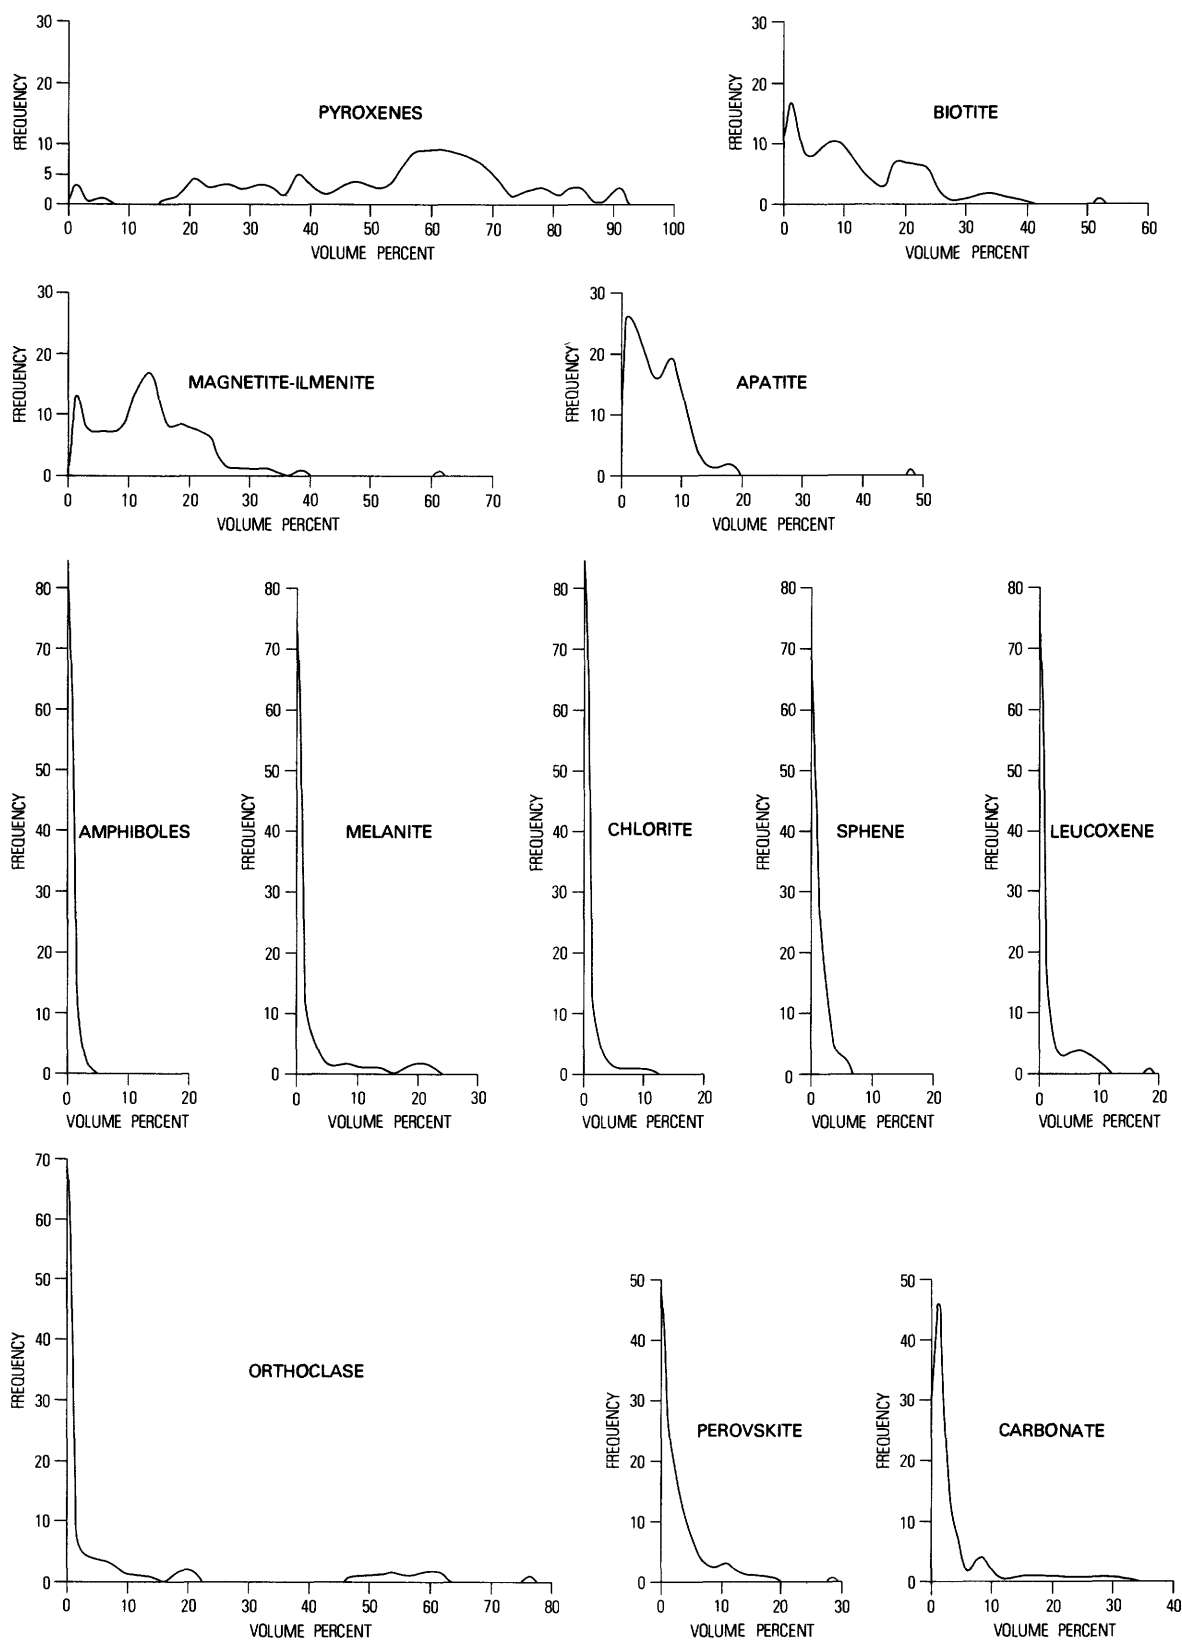 PYROXENES
FREQUENCY
30
20
10
5
0
0 10 20 30 40 50 60 70 80 90 100
VOLUME PERCENT
BIOTITE
FREQUENCY
30
20
10
0
0 10 20 30 40 50 60
VOLUME PERCENT
MAGNETITE-ILMENITE
FREQUENCY
30
20
10
0
0 10 20 30 40 50 60 70
VOLUME PERCENT
APATITE
FREQUENCY
30
20
10
0
0 10 20 30 40 50
VOLUME PERCENT
AMPHIBOLES
FREQUENCY
80
70
60
50
40
30
20
10
0
0 10 20
VOLUME PERCENT
MELANITE
FREQUENCY
80
70
60
50
40
30
20
10
0
0 10 20 30
VOLUME PERCENT
CHLORITE
FREQUENCY
80
70
60
50
40
30
20
10
0
0 10 20
VOLUME PERCENT
SPHENE
FREQUENCY
80
70
60
50
40
30
20
10
0
0 10 20
VOLUME PERCENT
LEUCOXENE
FREQUENCY
80
70
60
50
40
30
20
10
0
0 10 20
VOLUME PERCENT
ORTHOCLASE
FREQUENCY
70
60
50
40
30
20
10
0
0 10 20 30 40 50 60 70 80
VOLUME PERCENT
PEROVSKITE
FREQUENCY
50
40
30
20
10
0
0 10 20 30
VOLUME PERCENT
CARBONATE
FREQUENCY
50
40
30
20
10
0
0 10 20 30 40
VOLUME PERCENT